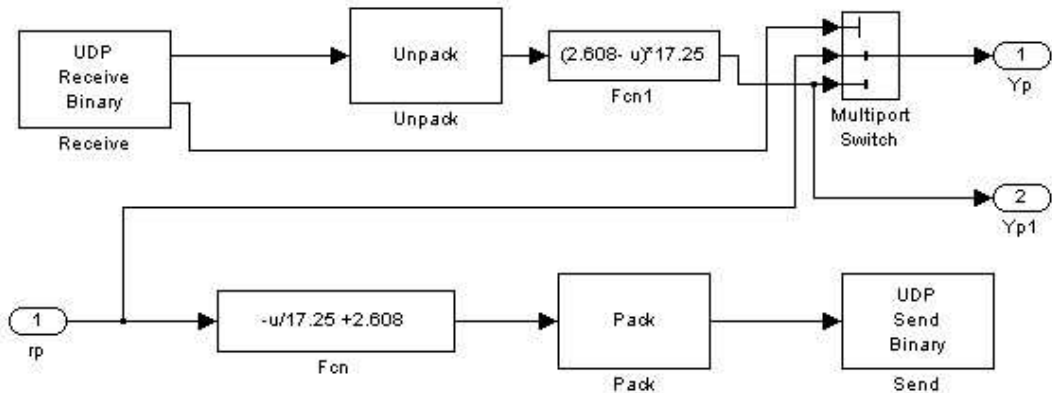 UDP
Receive
Binary
Receive
Unpack
Unpack
(2.608- u)*17.25
Fcn1
Multiport
Switch
1
Yp
2
Yp1
1
rp
-u/17.25 +2.608
Fcn
Pack
Pack
UDP
Send
Binary
Send